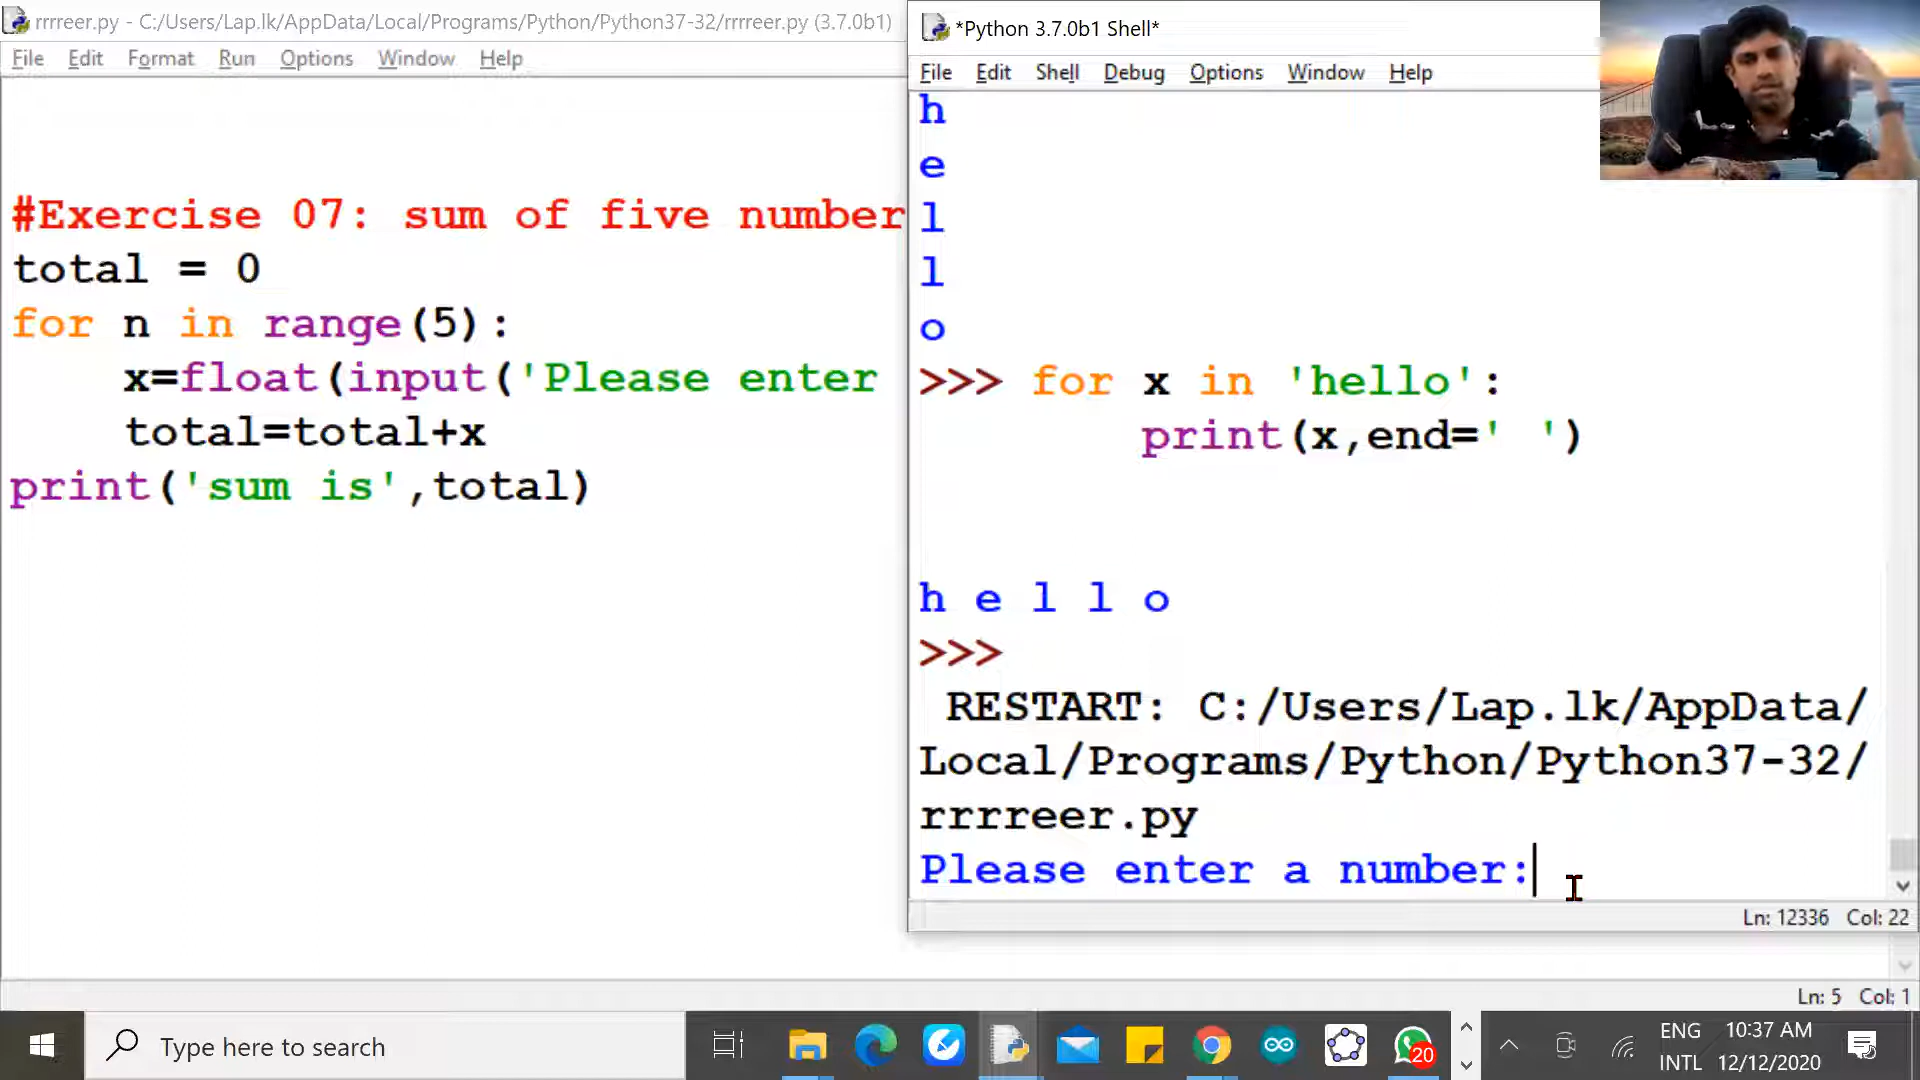 rrrreer.py - C:/Users/Lap.lk/AppData/Local/Programs/Python/Python37-32/rrrreer.py (3.7.0b1)
File Edit Format Run Options Window Help
#Exercise 07: sum of five number
total = 0
for n in range(5):
    x=float(input('Please enter
    total=total+x
print('sum is',total)
Ln: 5 Col: 1
*Python 3.7.0b1 Shell*
File Edit Shell Debug Options Window Help
h
e
l
l
o
>>> for x in 'hello':
        print(x,end=' ')
h e l l o
>>>
 RESTART: C:/Users/Lap.lk/AppData/
Local/Programs/Python/Python37-32/
rrrreer.py
Please enter a number:
Ln: 12336 Col: 22
Type here to search
20
ENG
INTL
10:37 AM
12/12/2020